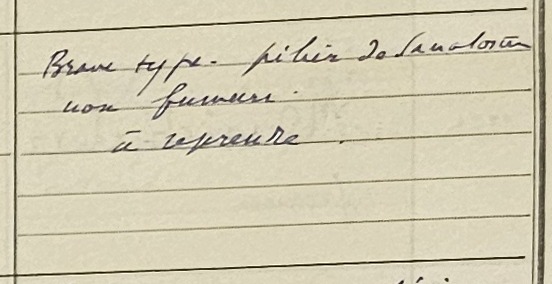 Brave type - pilier de Sanatorium
non fumeur.
à reprendre.